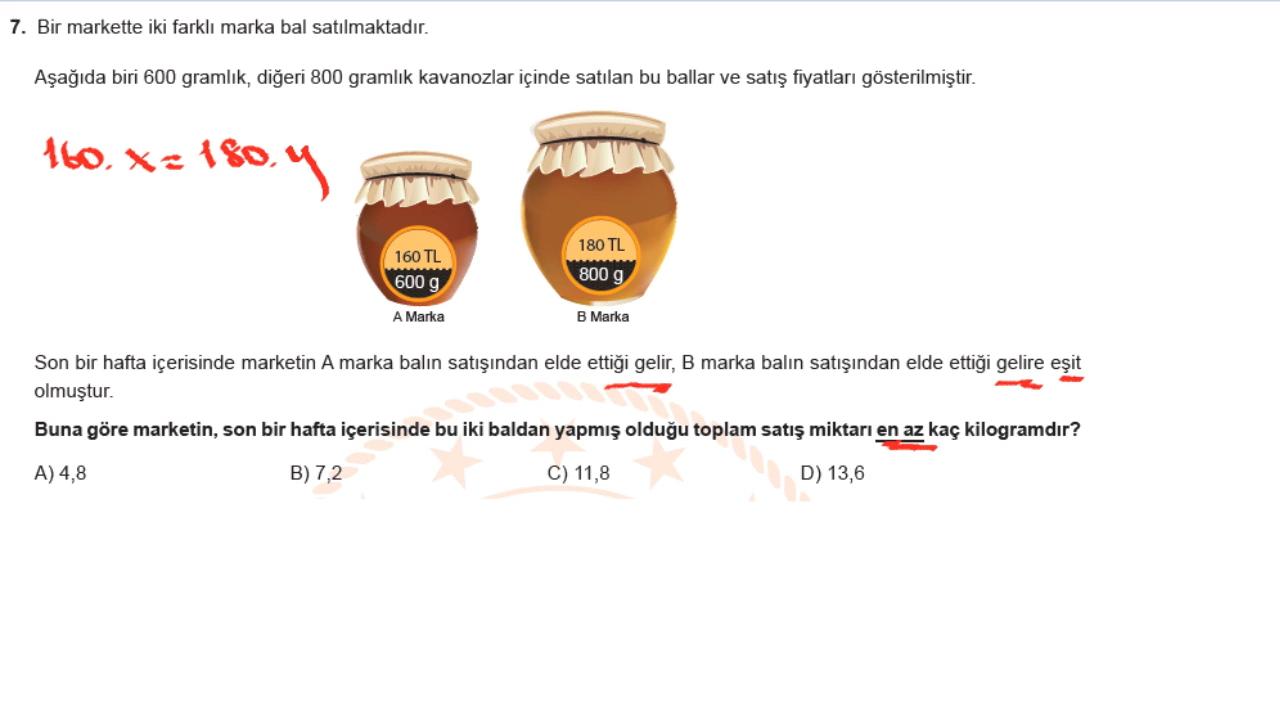 7. Bir markette iki farklı marka bal satılmaktadır.
Aşağıda biri 600 gramlık, diğeri 800 gramlık kavanozlar içinde satılan bu ballar ve satış fiyatları gösterilmiştir.
160. x = 180. y
160 TL
600 g
A Marka
180 TL
800 g
B Marka
Son bir hafta içerisinde marketin A marka balın satışından elde ettiği gelir, B marka balın satışından elde ettiği gelire eşit
olmuştur.
Buna göre marketin, son bir hafta içerisinde bu iki baldan yapmış olduğu toplam satış miktarı en az kaç kilogramdır?
A) 4,8 B) 7,2 C) 11,8 D) 13,6